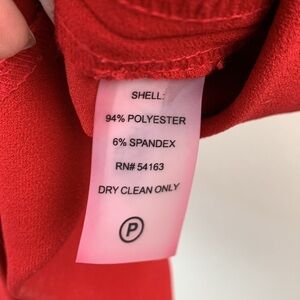 SHELL:
94% POLYESTER
6% SPANDEX
RN# 54163
DRY CLEAN ONLY
P